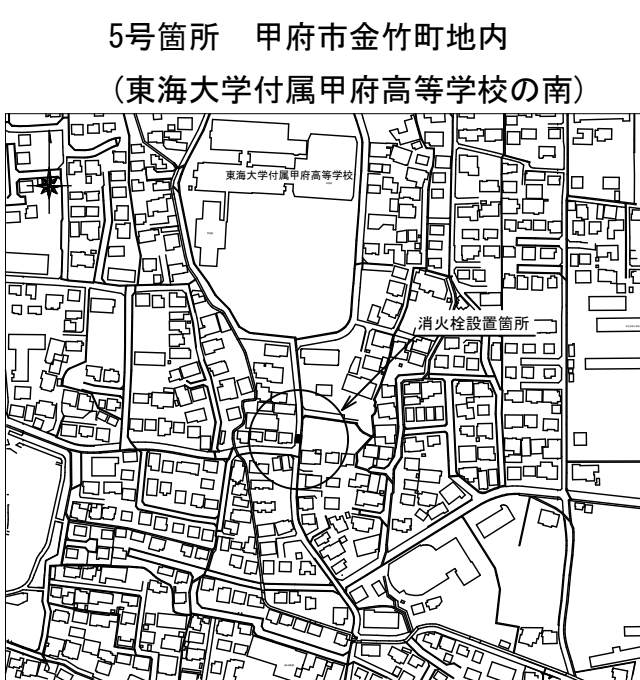 5号箇所　甲府市金竹町地内
(東海大学付属甲府高等学校の南)
東海大学付属甲府高等学校
消火栓設置箇所